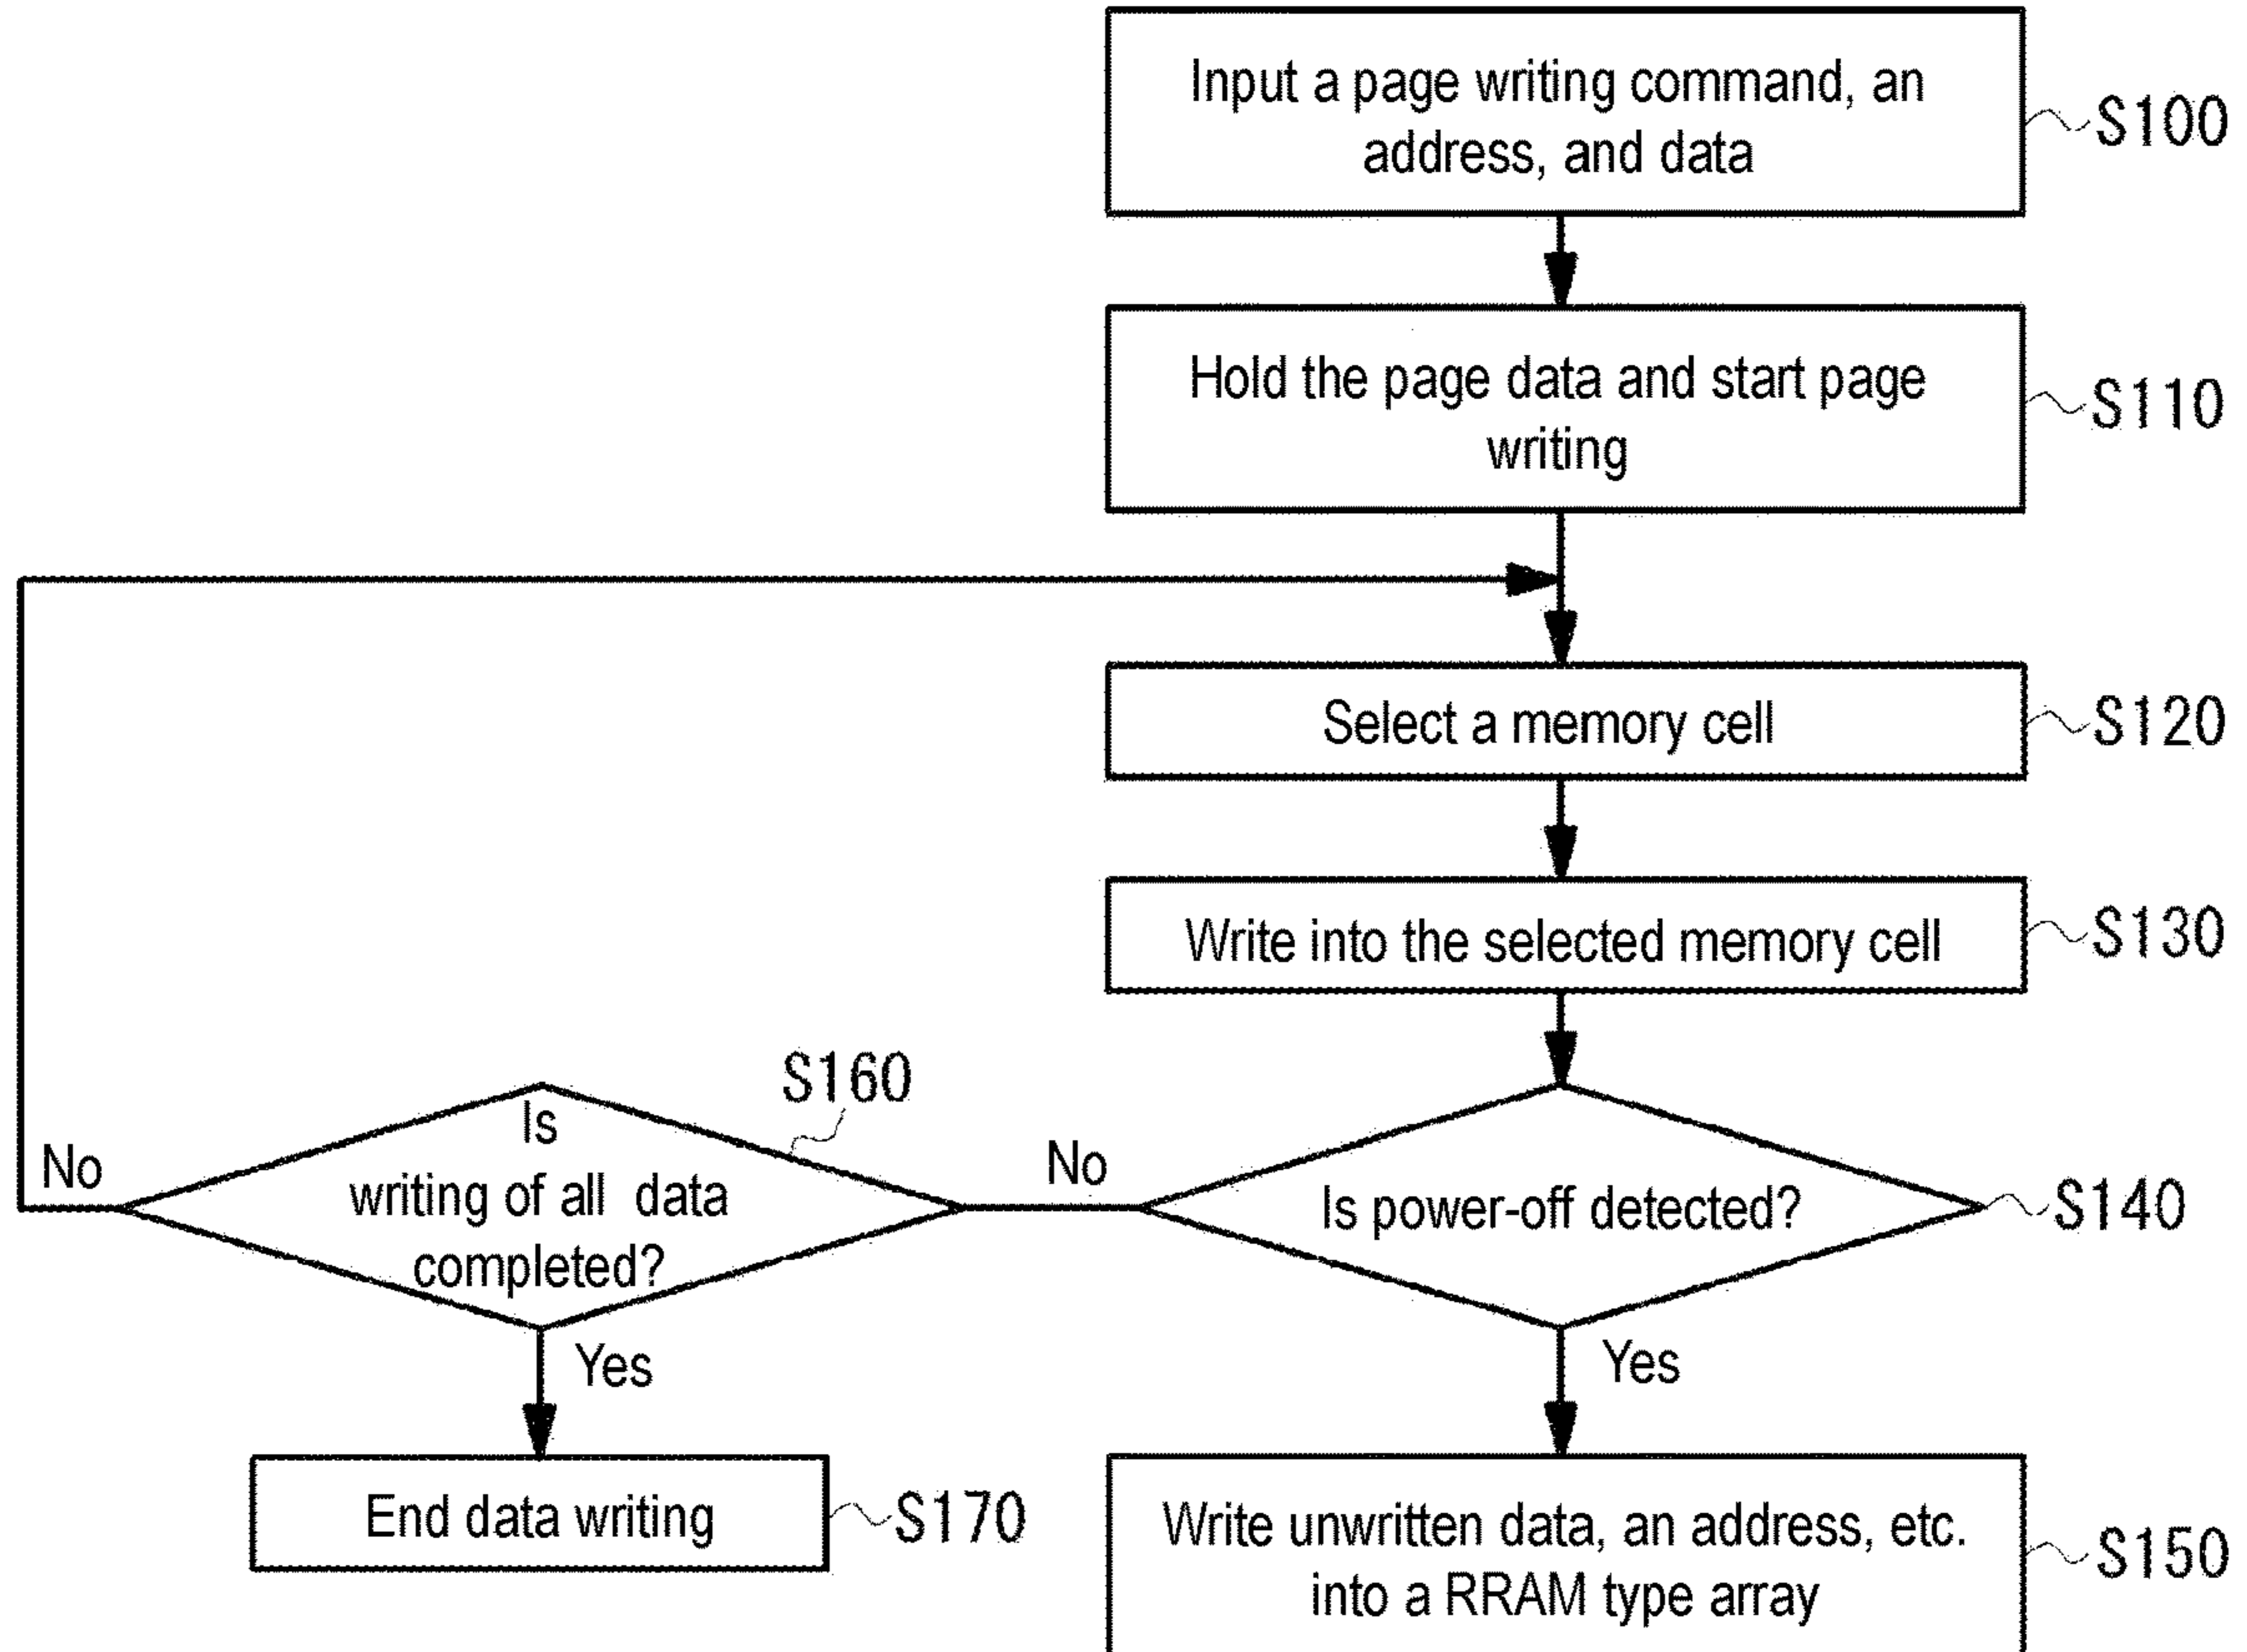 Input a page writing command, an
address, and data
S100
Hold the page data and start page
writing
S110
Select a memory cell
S120
Write into the selected memory cell
S130
S160
Is
writing of all data
completed?
No
No
Is power-off detected?
S140
Yes
Yes
End data writing
S170
Write unwritten data, an address, etc.
into a RRAM type array
S150